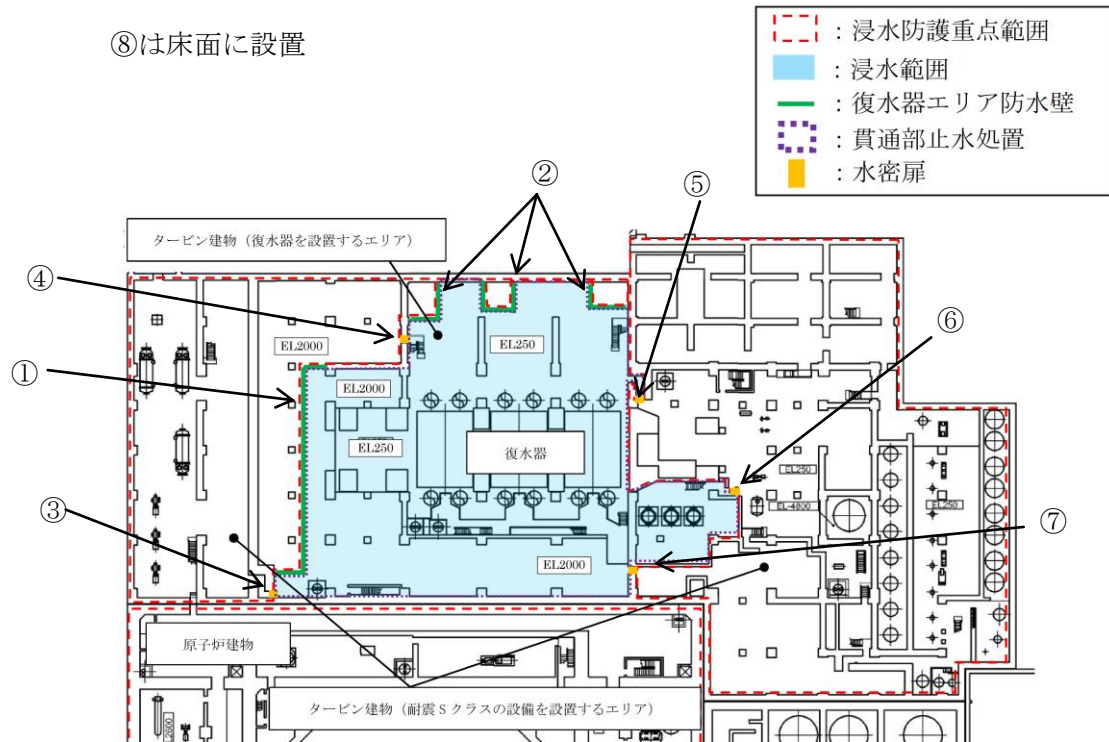 ⑧は床面に設置
：浸水防護重点範囲
：浸水範囲
：復水器エリア防水壁
：貫通部止水処置
：水密扉
②
⑤
タービン建物（復水器を設置するエリア）
④
⑥
EL2000
EL250
①
EL2000
EL250
復水器
EL250
EL250
EL-4800
③
⑦
EL2000
原子炉建物
タービン建物（耐震Sクラスの設備を設置するエリア）
EL2600